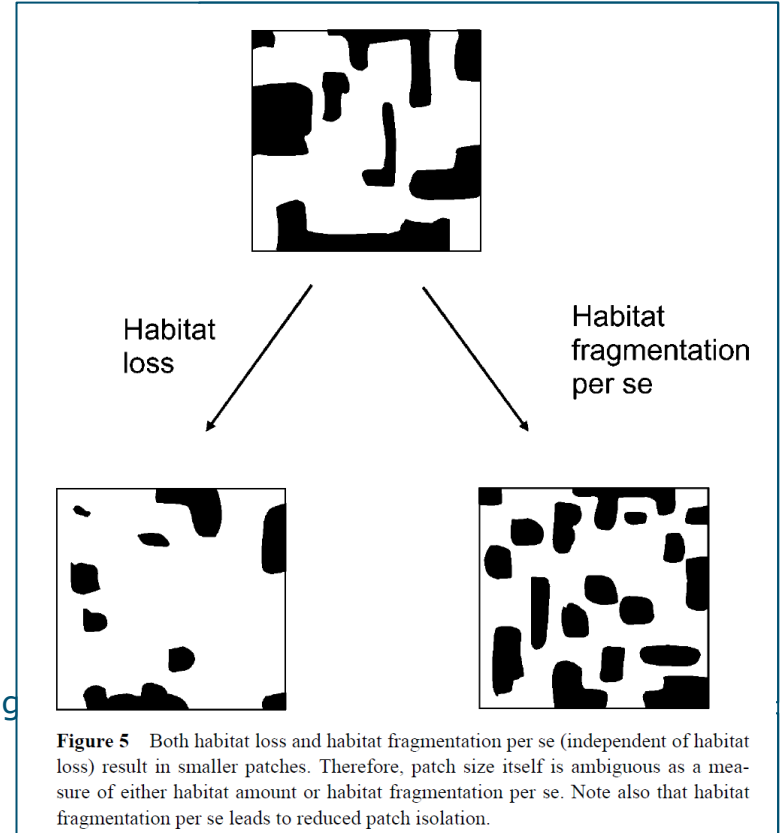 Habitat
loss
Habitat
fragmentation
per se
g
Figure 5 Both habitat loss and habitat fragmentation per se (independent of habitat
loss) result in smaller patches. Therefore, patch size itself is ambiguous as a mea-
sure of either habitat amount or habitat fragmentation per se. Note also that habitat
fragmentation per se leads to reduced patch isolation.